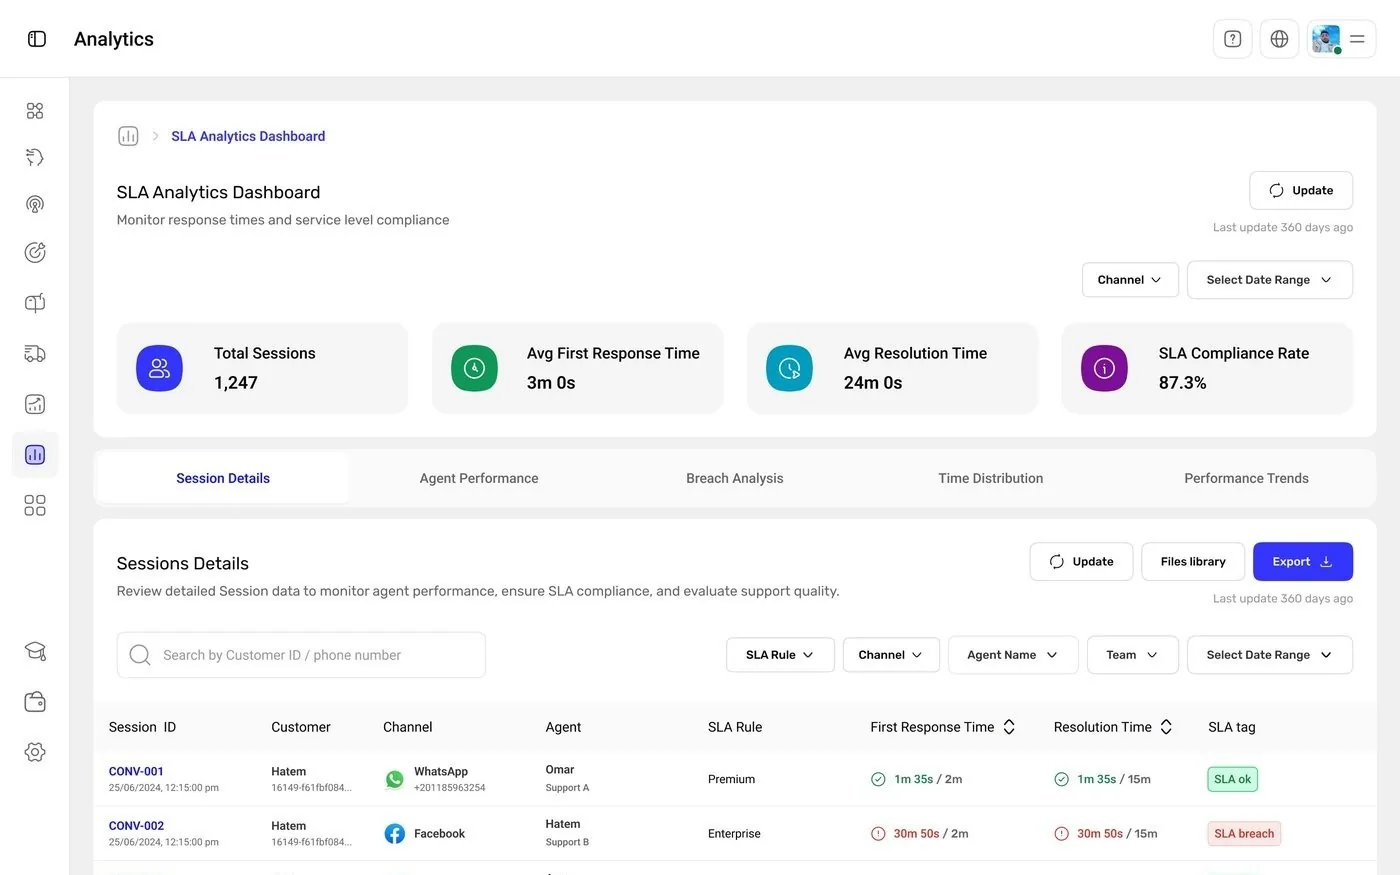 Analytics
SLA Analytics Dashboard
SLA Analytics Dashboard
Monitor response times and service level compliance
Update
Last update 360 days ago
Channel
Select Date Range
Total Sessions
1,247
Avg First Response Time
3m 0s
Avg Resolution Time
24m 0s
SLA Compliance Rate
87.3%
Session Details
Agent Performance
Breach Analysis
Time Distribution
Performance Trends
Sessions Details
Review detailed Session data to monitor agent performance, ensure SLA compliance, and evaluate support quality.
Update
Files library
Export
Last update 360 days ago
Search by Customer ID / phone number
SLA Rule
Channel
Agent Name
Team
Select Date Range
Session ID Customer Channel Agent SLA Rule First Response Time Resolution Time SLA tag
CONV-001
25/06/2024, 12:15:00 pm
Hatem
16149-f61fbf084...
WhatsApp
+201185963254
Omar
Support A
Premium
1m 35s / 2m
1m 35s / 15m
SLA ok
CONV-002
25/06/2024, 12:15:00 pm
Hatem
16149-f61fbf084...
Facebook
Hatem
Support B
Enterprise
30m 50s / 2m
30m 50s / 15m
SLA breach